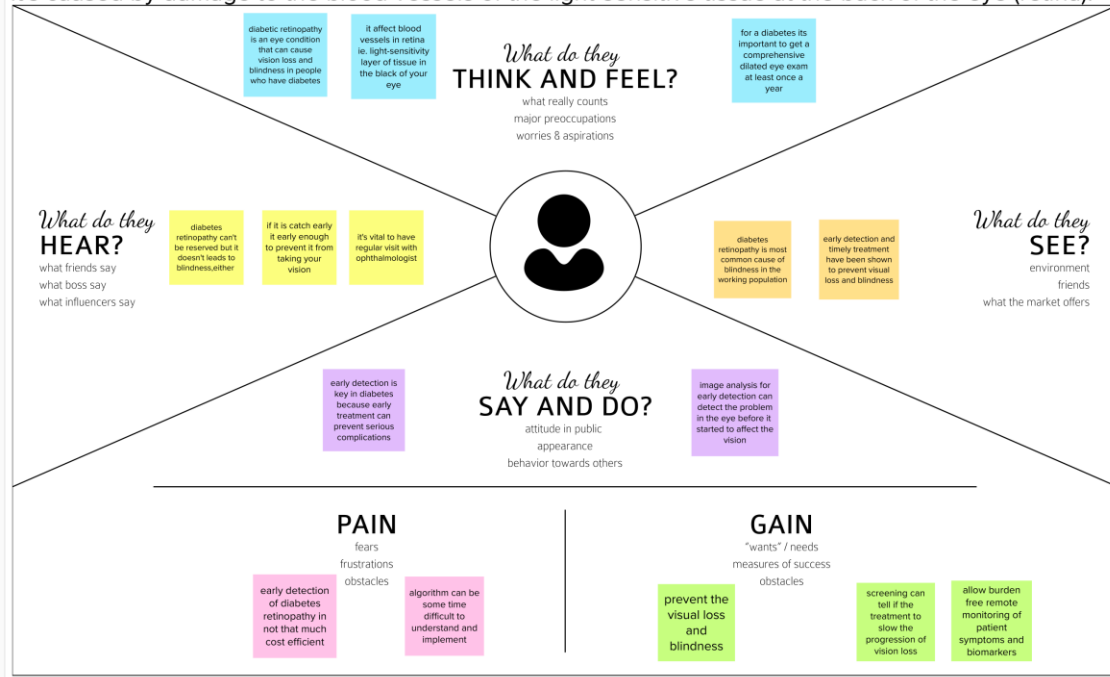 diabetic retinopathy
is an eye condition
that can cause
vision loss and
blindness in people
who have diabetes
it affect blood
vessels in retina
ie. light-sensitivity
layer of tissue in
the black of your
eye
What do they
THINK AND FEEL?
what really counts
major preoccupations
worries & aspirations
for a diabetes its
important to get a
comprehensive
dilated eye exam
at least once a
year
What do they
HEAR?
what friends say
what boss say
what influencers say
diabetes
retinopathy can't
be reserved but it
doesn't leads to
blindness,either
if it is catch early
it early enough
to prevent it from
taking your
vision
it's vital to have
regular visit with
ophthalmologist
diabetes
retinopathy is most
common cause of
blindness in the
working population
early detection and
timely treatment
have been shown
to prevent visual
loss and blindness
What do they
SEE?
environment
friends
what the market offers
early detection is
key in diabetes
because early
treatment can
prevent serious
complications
What do they
SAY AND DO?
attitude in public
appearance
behavior towards others
image analysis for
early detection can
detect the problem
in the eye before it
started to affect the
vision
PAIN
fears
frustrations
obstacles
early detection
of diabetes
retinopathy in
not that much
cost efficient
algorithm can be
some time
difficult to
understand and
implement
GAIN
"wants" / needs
measures of success
obstacles
prevent the
visual loss
and
blindness
screening can
tell if the
treatment to
slow the
progression of
vision loss
allow burden
free remote
monitoring of
patient
symptoms and
biomarkers